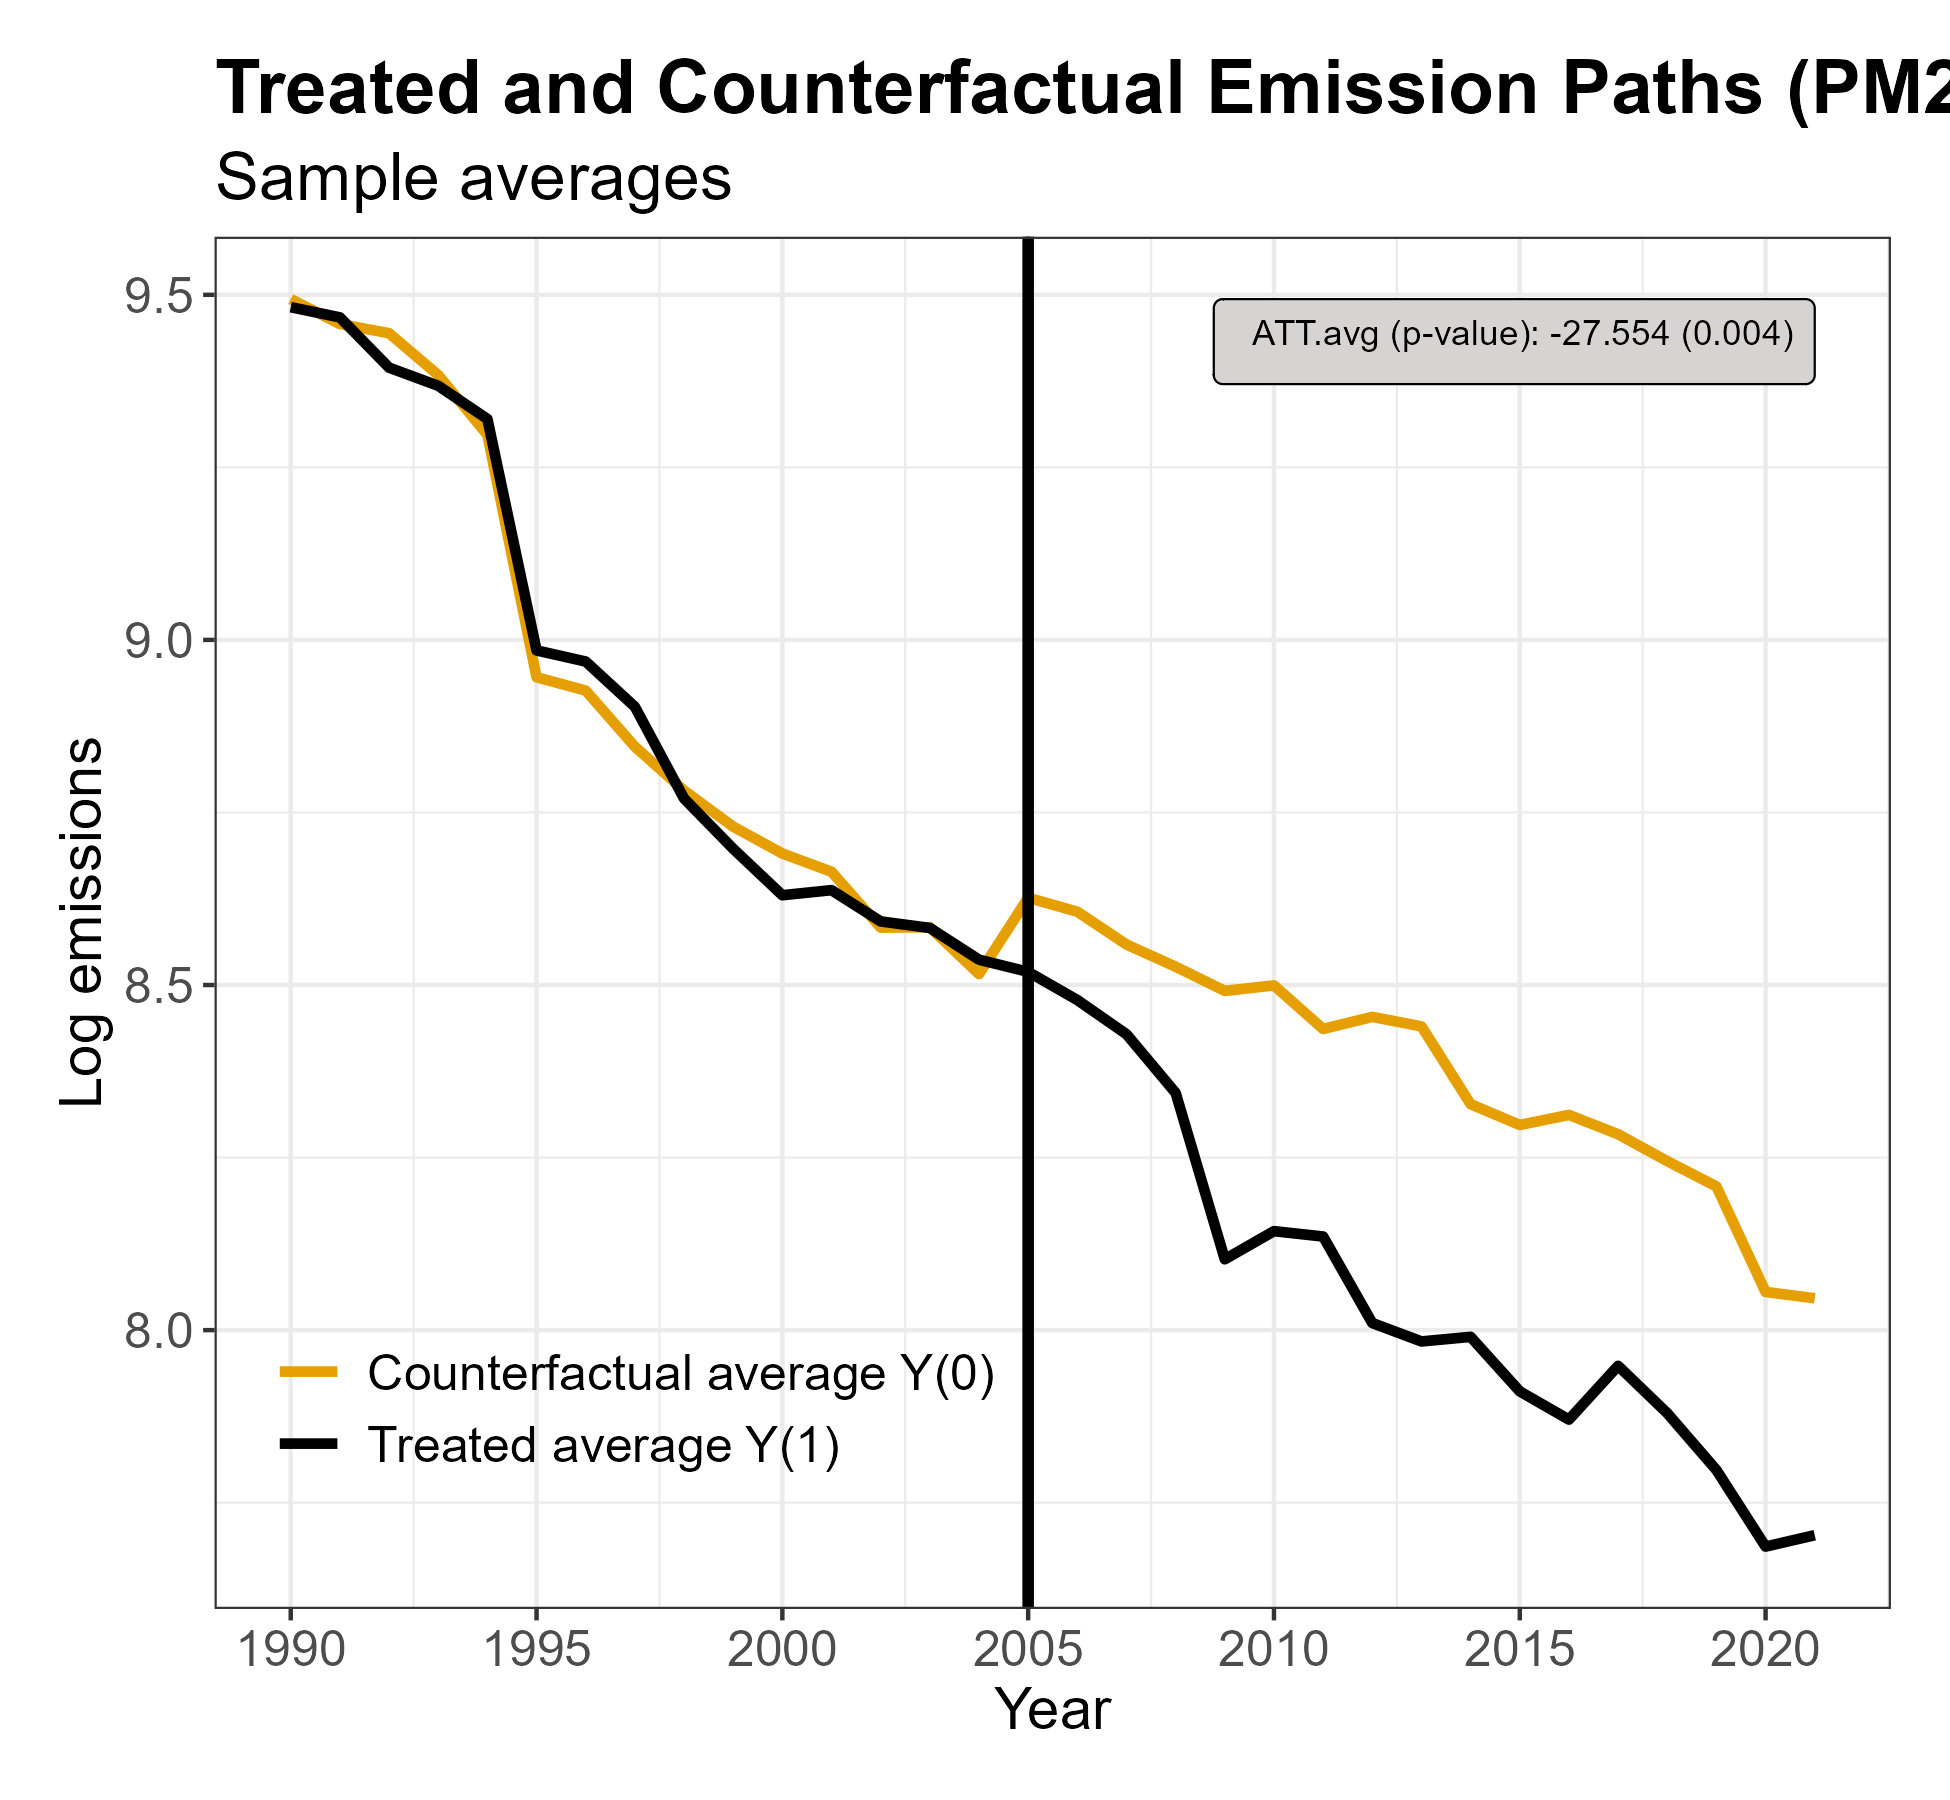 Treated and Counterfactual Emission Paths (PM2
Sample averages
ATT.avg (p-value): -27.554 (0.004)
9.5
9.0
8.5
8.0
Log emissions
Counterfactual average Y(0)
Treated average Y(1)
1990 1995 2000 2005 2010 2015 2020
Year